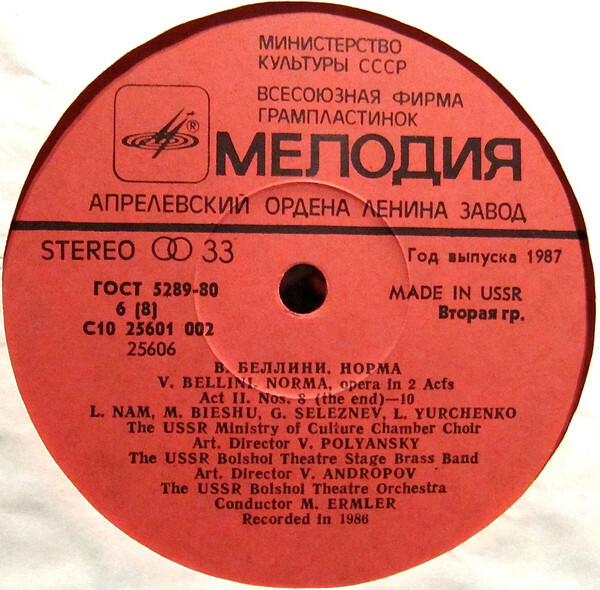 МИНИСТЕРСТВО
КУЛЬТУРЫ СССР
ВСЕСОЮЗНАЯ ФИРМА
ГРАМПЛАСТИНОК
®
МЕЛОДИЯ
АПРЕЛЕВСКИЙ ОРДЕНА ЛЕНИНА ЗАВОД
STEREO 33
Год выпуска 1987
ГОСТ 5289-80
6 (8)
С10 25601 002
25606
MADE IN USSR
Вторая гр.
В. БЕЛЛИНИ. НОРМА
V. BELLINI. NORMA, opera in 2 Acts
Act II. Nos. 8 (the end)—10
L. NAM, M. BIESHU, G. SELEZNEV, L. YURCHENKO
The USSR Ministry of Culture Chamber Choir
Art. Director V. POLYANSKY
The USSR Bolshoi Theatre Stage Brass Band
Art. Director V. ANDROPOV
The USSR Bolshoi Theatre Orchestra
Conductor M. ERMLER
Recorded in 1986